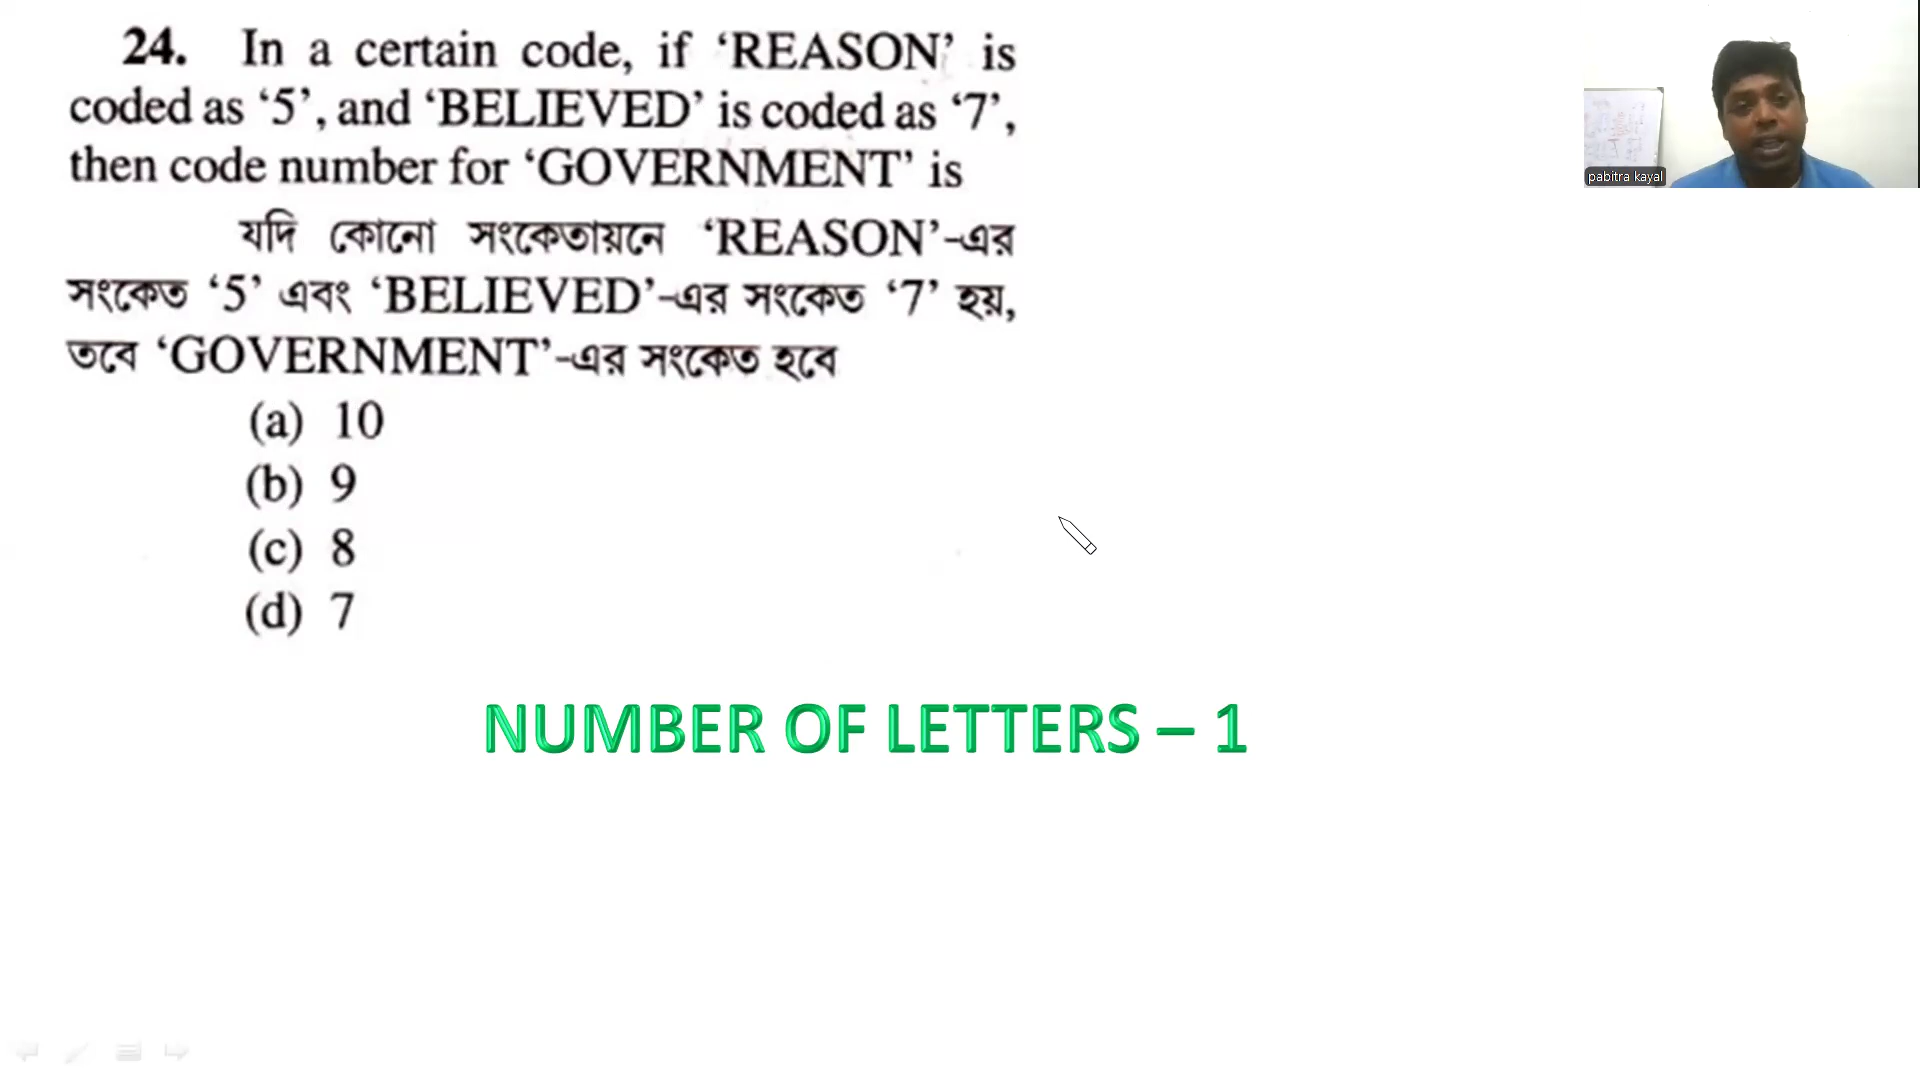 24. In a certain code, if ‘REASON’ is
coded as ‘5’, and ‘BELIEVED’ is coded as ‘7’,
then code number for ‘GOVERNMENT’ is
যদি কোনো সংকেতায়নে ‘REASON’-এর
সংকেত ‘5’ এবং ‘BELIEVED’-এর সংকেত ‘7’ হয়,
তবে ‘GOVERNMENT’-এর সংকেত হবে
(a) 10
(b) 9
(c) 8
(d) 7
NUMBER OF LETTERS – 1
pabitra kayal